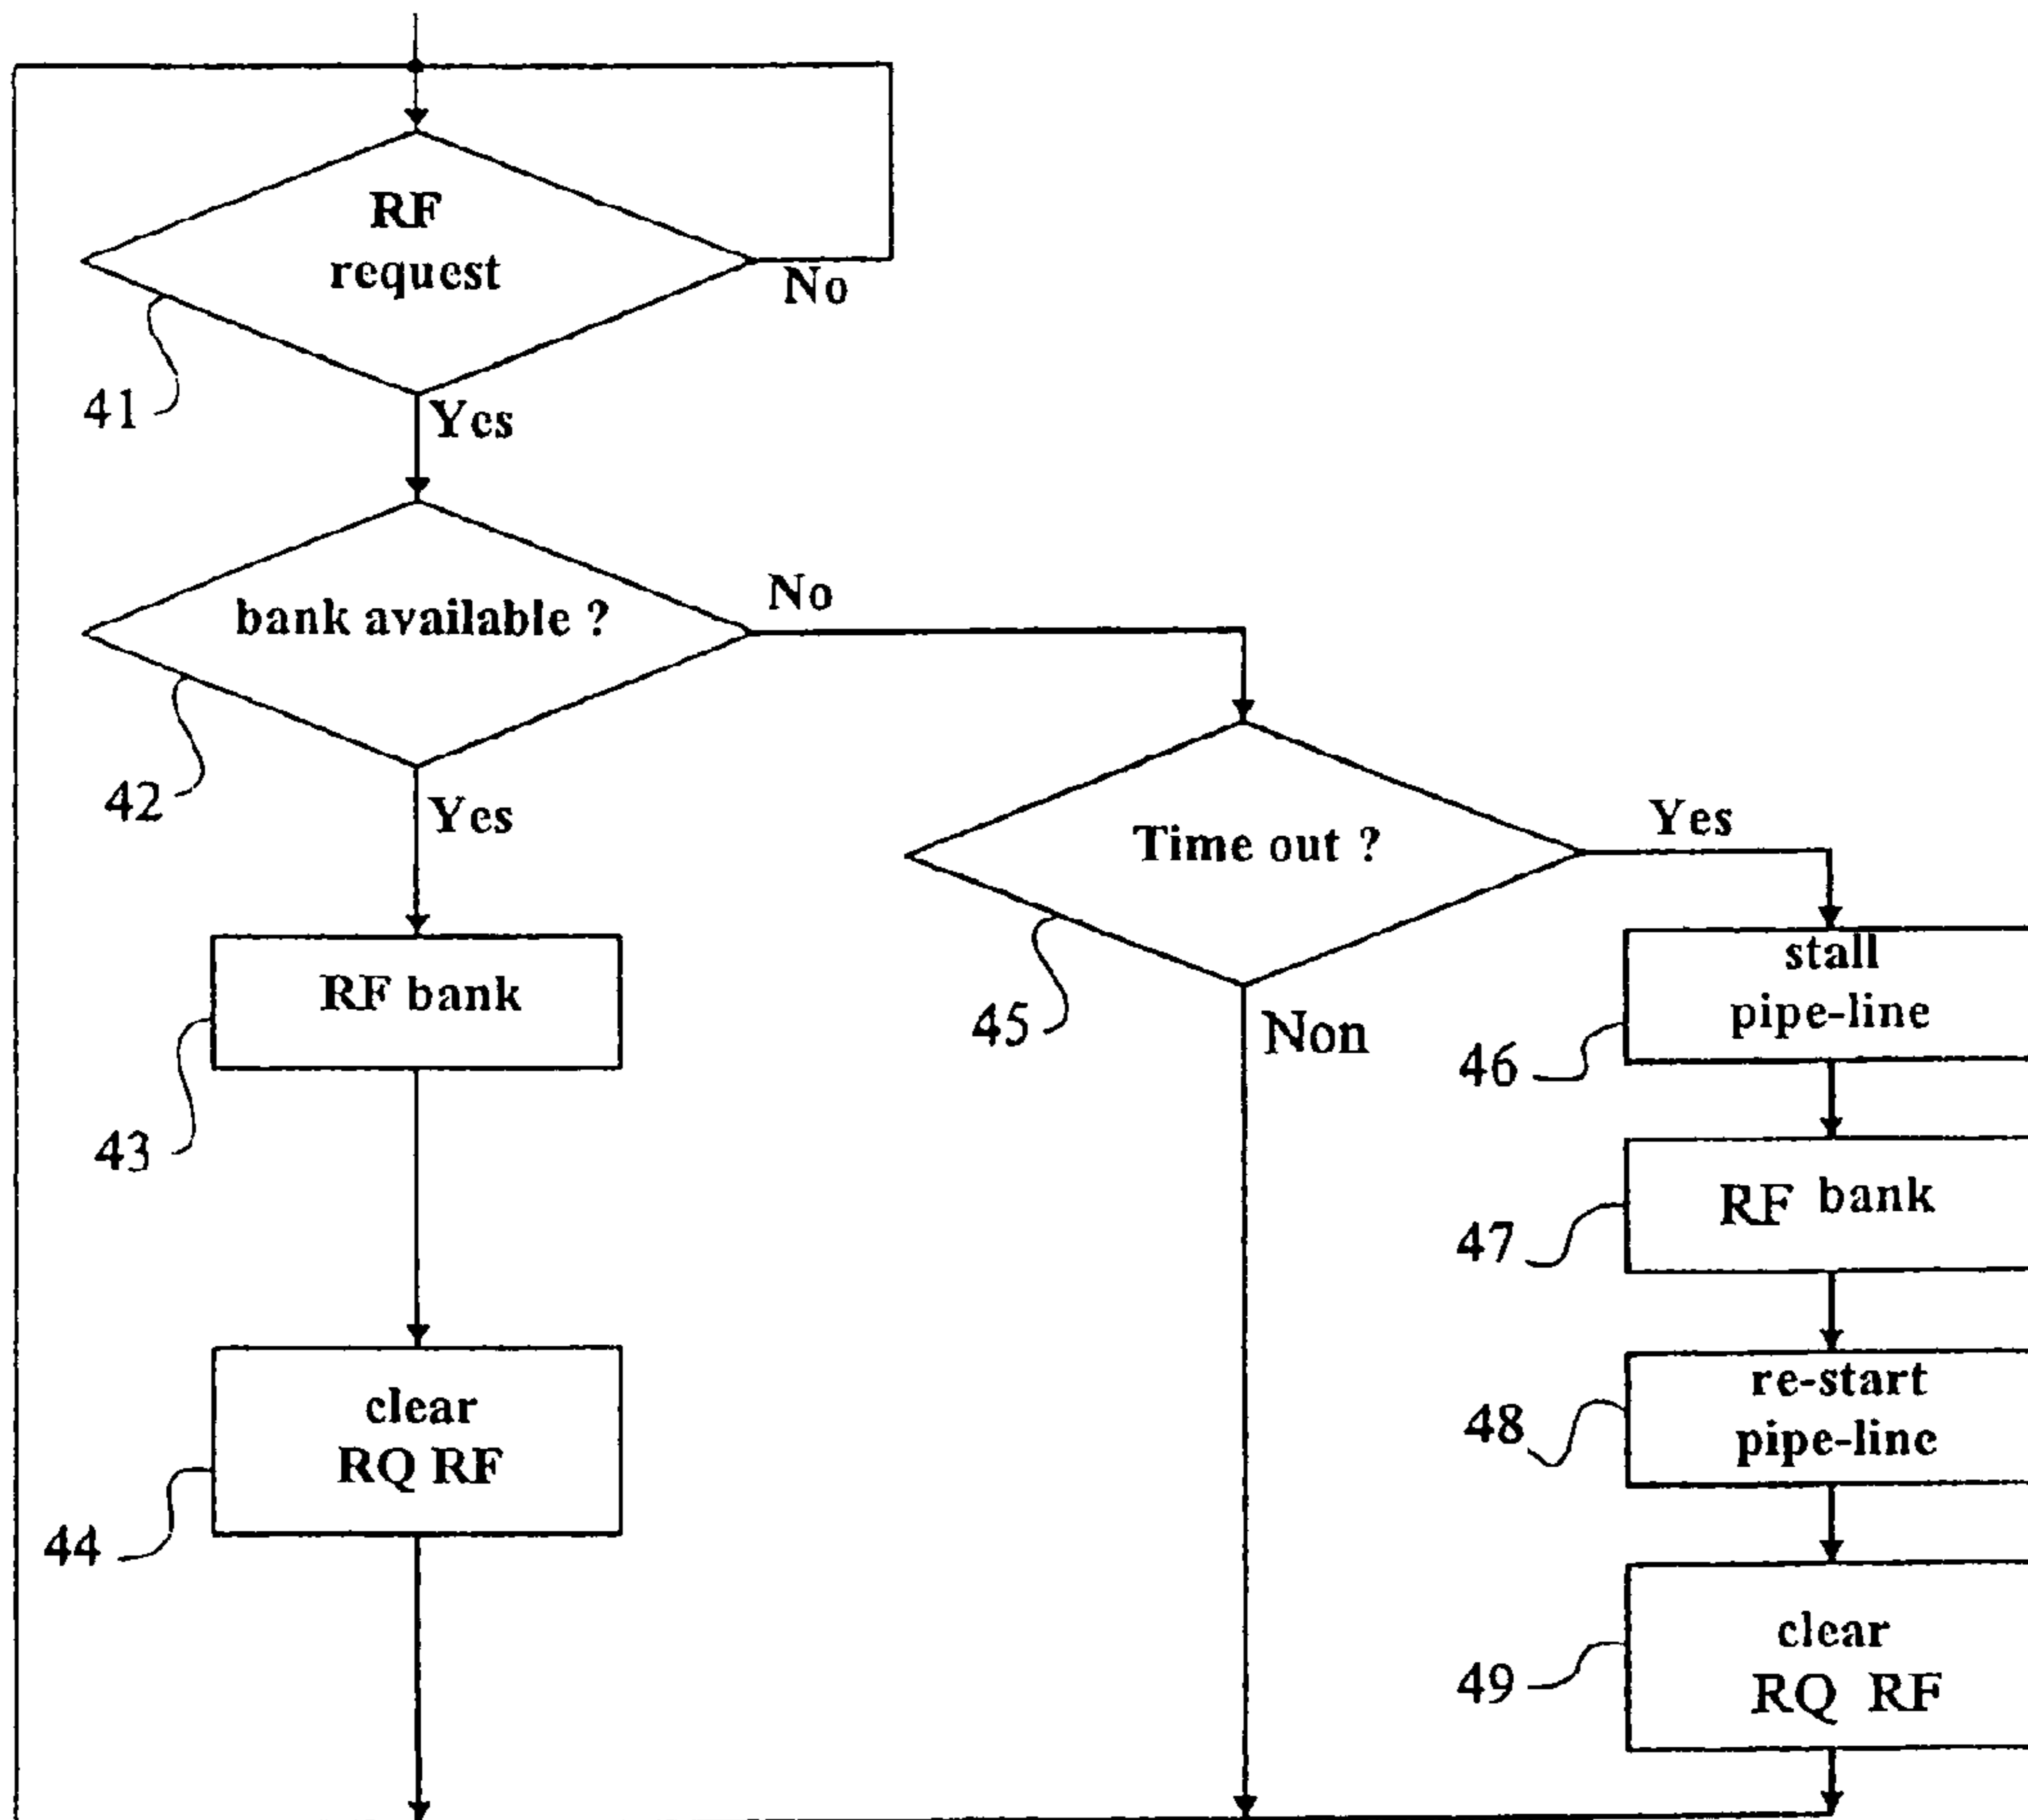 RF
request
No
41
Yes
bank available ?
No
42
Yes
Time out ?
Yes
45
Non
RF bank
43
stall
pipe-line
46
RF bank
47
clear
RQ RF
44
re-start
pipe-line
48
clear
RQ RF
49